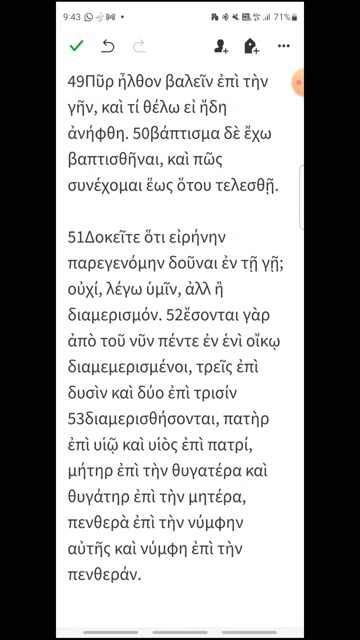 9:43
71%
49Πῦρ ἦλθον βαλεῖν ἐπὶ τὴν
γῆν, καὶ τί θέλω εἰ ἤδη
ἀνήφθη. 50βάπτισμα δὲ ἔχω
βαπτισθῆναι, καὶ πῶς
συνέχομαι ἕως ὅτου τελεσθῇ.
51Δοκεῖτε ὅτι εἰρήνην
παρεγενόμην δοῦναι ἐν τῇ γῇ;
οὐχί, λέγω ὑμῖν, ἀλλ ἢ
διαμερισμόν. 52ἔσονται γὰρ
ἀπὸ τοῦ νῦν πέντε ἐν ἑνὶ οἴκῳ
διαμεμερισμένοι, τρεῖς ἐπὶ
δυσὶν καὶ δύο ἐπὶ τρισίν
53διαμερισθήσονται, πατὴρ
ἐπὶ υἱῷ καὶ υἱὸς ἐπὶ πατρί,
μήτηρ ἐπὶ τὴν θυγατέρα καὶ
θυγάτηρ ἐπὶ τὴν μητέρα,
πενθερὰ ἐπὶ τὴν νύμφην
αὐτῆς καὶ νύμφη ἐπὶ τὴν
πενθεράν.